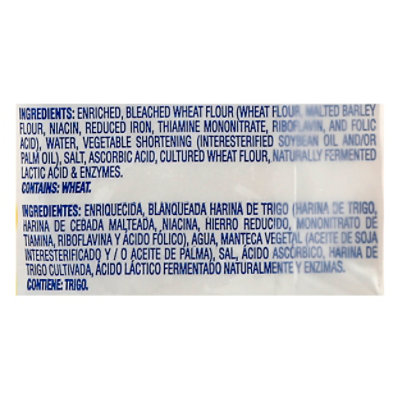 INGREDIENTS: ENRICHED, BLEACHED WHEAT FLOUR (WHEAT FLOUR, MALTED BARLEY
FLOUR, NIACIN, REDUCED IRON, THIAMINE MONONITRATE, RIBOFLAVIN, AND FOLIC
ACID), WATER, VEGETABLE SHORTENING (INTERESTERIFIED SOYBEAN OIL AND/OR
PALM OIL), SALT, ASCORBIC ACID, CULTURED WHEAT FLOUR, NATURALLY FERMENTED
LACTIC ACID & ENZYMES.
CONTAINS: WHEAT.
INGREDIENTES: ENRIQUECIDA, BLANQUEADA HARINA DE TRIGO (HARINA DE TRIGO,
HARINA DE CEBADA MALTEADA, NIACINA, HIERRO REDUCIDO, MONONITRATO DE
TIAMINA, RIBOFLAVINA Y ÁCIDO FÓLICO), AGUA, MANTECA VEGETAL (ACEITE DE SOJA
INTERESTERIFICADO Y / O ACEITE DE PALMA), SAL, ÁCIDO ASCÓRBICO, HARINA DE
TRIGO CULTIVADA, ÁCIDO LÁCTICO FERMENTADO NATURALMENTE Y ENZIMAS.
CONTIENE: TRIGO.